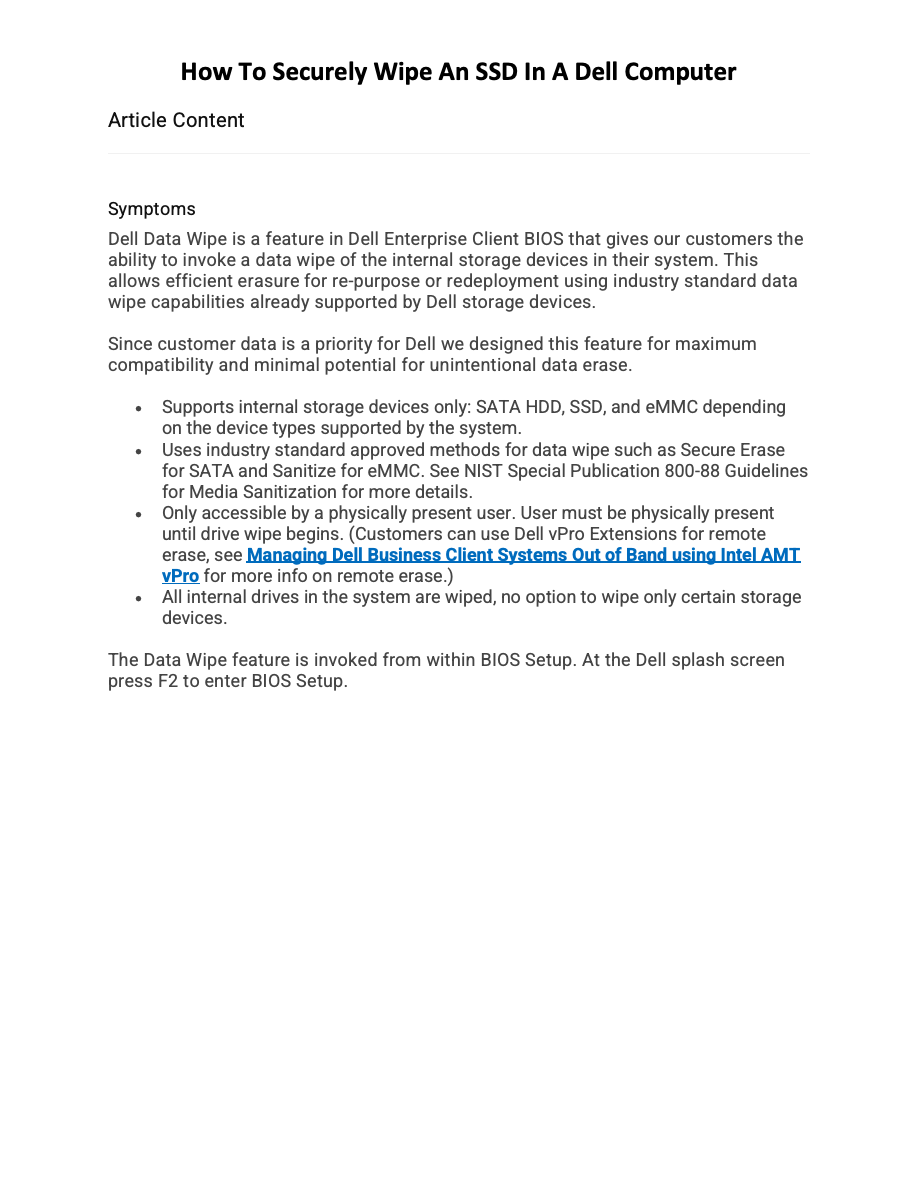 How To Securely Wipe An SSD In A Dell Computer
Article Content
Symptoms
Dell Data Wipe is a feature in Dell Enterprise Client BIOS that gives our customers the
ability to invoke a data wipe of the internal storage devices in their system. This
allows efficient erasure for re-purpose or redeployment using industry standard data
wipe capabilities already supported by Dell storage devices.
Since customer data is a priority for Dell we designed this feature for maximum
compatibility and minimal potential for unintentional data erase.
• Supports internal storage devices only: SATA HDD, SSD, and eMMC depending
on the device types supported by the system.
• Uses industry standard approved methods for data wipe such as Secure Erase
for SATA and Sanitize for eMMC. See NIST Special Publication 800-88 Guidelines
for Media Sanitization for more details.
• Only accessible by a physically present user. User must be physically present
until drive wipe begins. (Customers can use Dell vPro Extensions for remote
erase, see Managing Dell Business Client Systems Out of Band using Intel AMT
vPro for more info on remote erase.)
• All internal drives in the system are wiped, no option to wipe only certain storage
devices.
The Data Wipe feature is invoked from within BIOS Setup. At the Dell splash screen
press F2 to enter BIOS Setup.